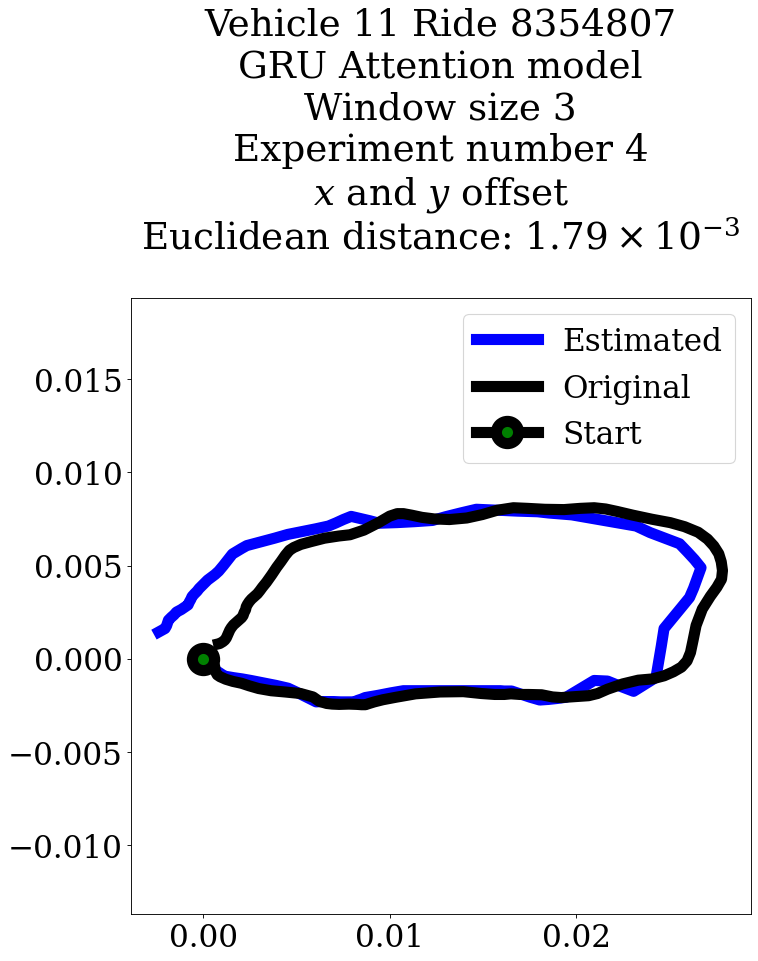 Vehicle 11 Ride 8354807
GRU Attention model
Window size 3
Experiment number 4
x and y offset
Euclidean distance: 1.79 × 10⁻³
Estimated
Original
Start
0.015
0.010
0.005
0.000
−0.005
−0.010
0.00 0.01 0.02